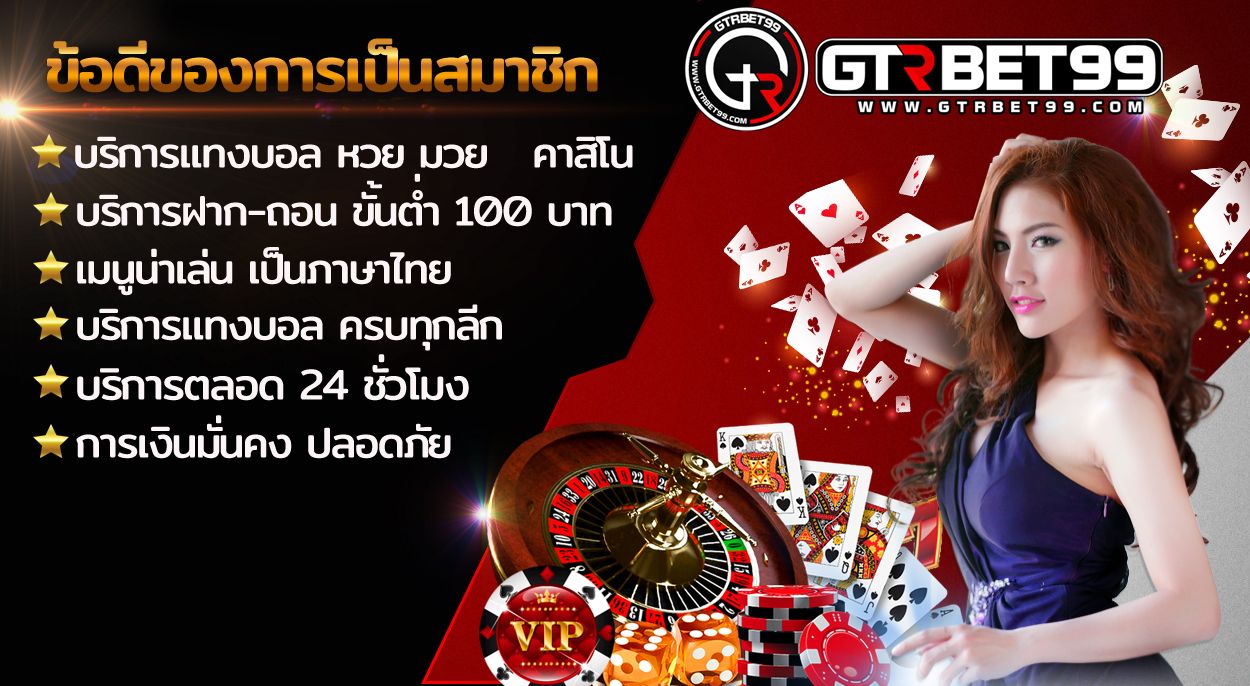 ข้อดีของการเป็นสมาชิก
บริการแทงบอล หวย มวย คาสิโน
บริการฝาก-ถอน ขั้นต่ำ 100 บาท
เมนูน่าเล่น เป็นภาษาไทย
บริการแทงบอล ครบทุกลีก
บริการตลอด 24 ชั่วโมง
การเงินมั่นคง ปลอดภัย
GTRBET99
WWW.GTRBET99.COM
GTR
GTRBET99
WWW.GTRBET99.COM
VIP